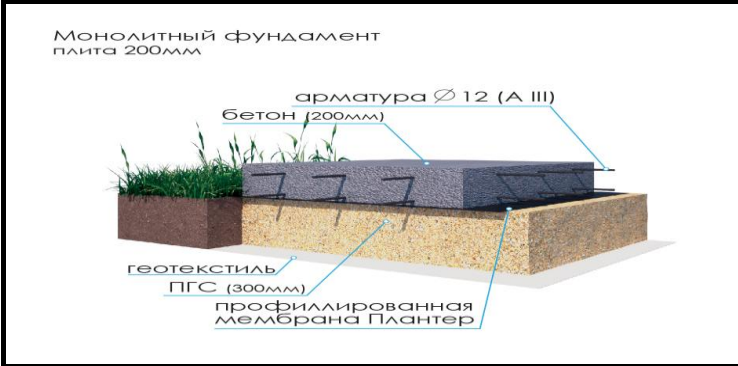 Монолитный фундамент
плита 200мм
арматура ∅ 12 (А III)
бетон (200мм)
геотекстиль
ПГС (300мм)
профиллированная
мембрана Плантер